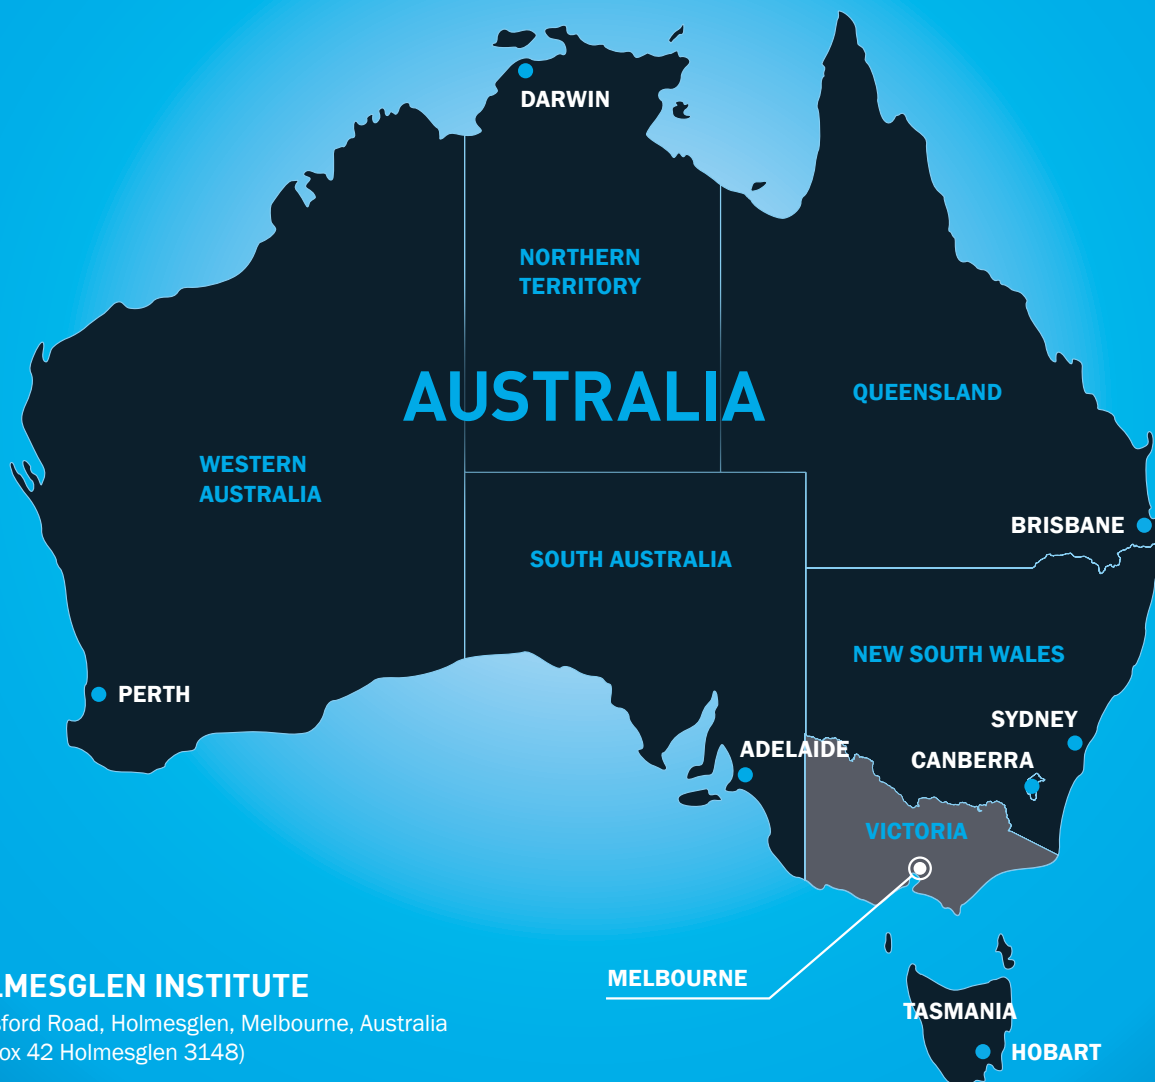 DARWIN
NORTHERN
TERRITORY
AUSTRALIA
QUEENSLAND
WESTERN
AUSTRALIA
BRISBANE
SOUTH AUSTRALIA
NEW SOUTH WALES
PERTH
SYDNEY
ADELAIDE
CANBERRA
VICTORIA
MELBOURNE
LMESGLEN INSTITUTE
sford Road, Holmesglen, Melbourne, Australia
ox 42 Holmesglen 3148)
TASMANIA
HOBART